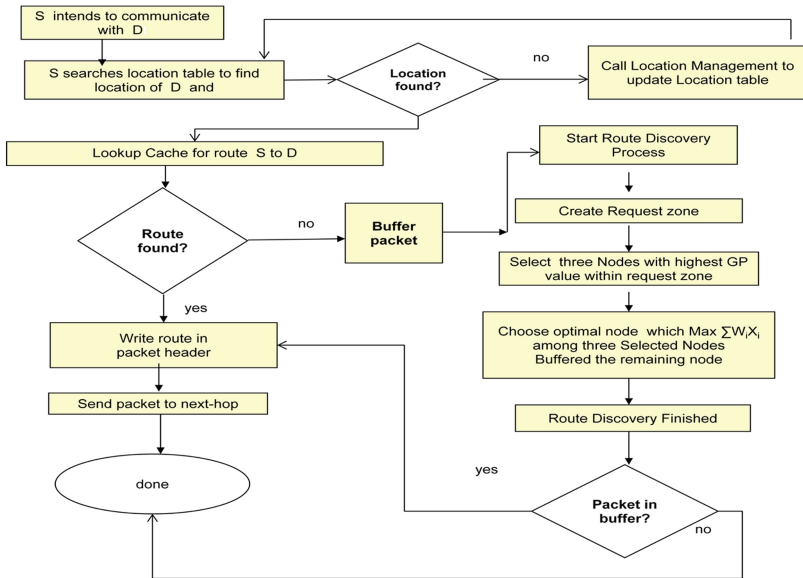 S intends to communicate
with D
S searches location table to find
location of D and
Location
found?
no
Call Location Management to
update Location table
Lookup Cache for route S to D
Route
found?
no
Buffer
packet
yes
Write route in
packet header
Send packet to next-hop
done
Start Route Discovery
Process
Create Request zone
Select three Nodes with highest GP
value within request zone
Choose optimal node which Max ∑WᵢXᵢ
among three Selected Nodes
Buffered the remaining node
Route Discovery Finished
Packet in
buffer?
yes
no